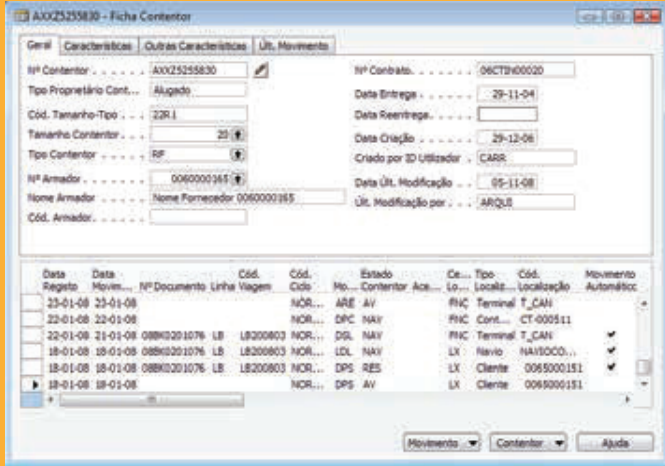 AXXZ5255830 - Ficha Contentor
Geral Características Outras Características Últ. Movimento
Nº Contentor AXXZ5255830 Nº Contrato 06CTIN00020
Tipo Proprietário Cont... Alugado Data Entrega 29-11-04
Data Reentrega
Cód. Tamanho-Tipo 22R1
Tamanho Contentor 20 Data Criação 29-12-06
Tipo Contentor RF Criado por ID Utilizador CARR
Nº Armador 0060000165 Data Últ. Modificação 05-11-08
Nome Armador Nome Fornecedor 0060000165 Últ. Modificação por ARQUI
Cód. Armador
Data Registo Data Movim... Nº Documento Linha Cód. Viagem Cód. Ciclo Mo... Estado Contentor Ace... Ce... Lo... Tipo Localiz... Cód. Localização Movimento Automático
23-01-08 23-01-08 NOR... ARE AV FNC Terminal T_CAN
22-01-08 22-01-08 NOR... DPC NAV FNC Cont... CT-000511
22-01-08 21-01-08 08BK0201076 LB LB200803 NOR... DSL NAV FNC Terminal T_CAN ✔
18-01-08 18-01-08 08BK0201076 LB LB200803 NOR... LDL NAV LX Navio NAVSOCO... ✔
18-01-08 18-01-08 08BK0201076 LB LB200803 NOR... DPS RES LX Cliente 0065000151 ✔
18-01-08 18-01-08 NOR... DPS AV LX Cliente 0065000151
Movimento Contentor Ajuda